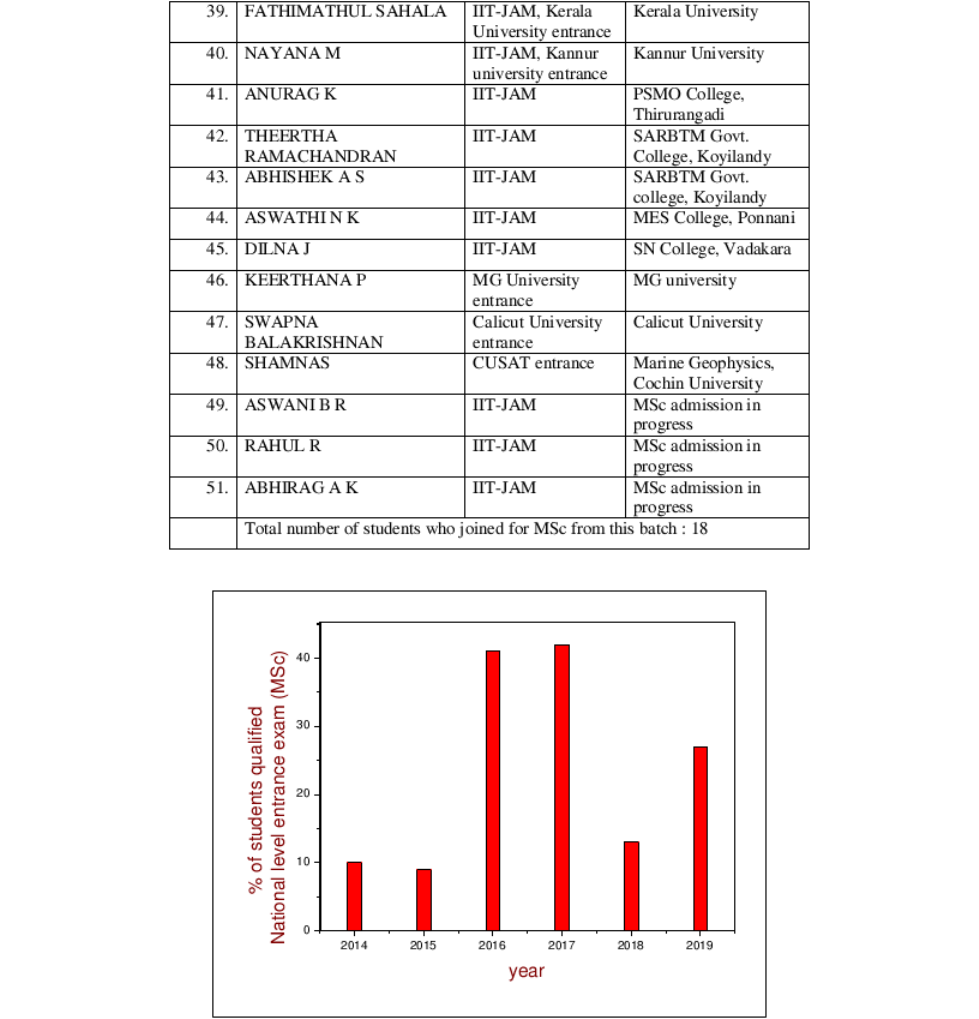 39. FATHIMATHUL SAHALA IIT-JAM, Kerala Kerala University
University entrance
40. NAYANA M IIT-JAM, Kannur Kannur University
university entrance
41. ANURAG K IIT-JAM PSMO College,
Thirurangadi
42. THEERTHA IIT-JAM SARBTM Govt.
RAMACHANDRAN College, Koyilandy
43. ABHISHEK A S IIT-JAM SARBTM Govt.
college, Koyilandy
44. ASWATHI N K IIT-JAM MES College, Ponnani
45. DILNA J IIT-JAM SN College, Vadakara
46. KEERTHANA P MG University MG university
entrance
47. SWAPNA Calicut University Calicut University
BALAKRISHNAN entrance
48. SHAMNAS CUSAT entrance Marine Geophysics,
Cochin University
49. ASWANI B R IIT-JAM MSc admission in
progress
50. RAHUL R IIT-JAM MSc admission in
progress
51. ABHIRAG A K IIT-JAM MSc admission in
progress
Total number of students who joined for MSc from this batch : 18
% of students qualified
National level entrance exam (MSc)
40
30
20
10
0
2014 2015 2016 2017 2018 2019
year